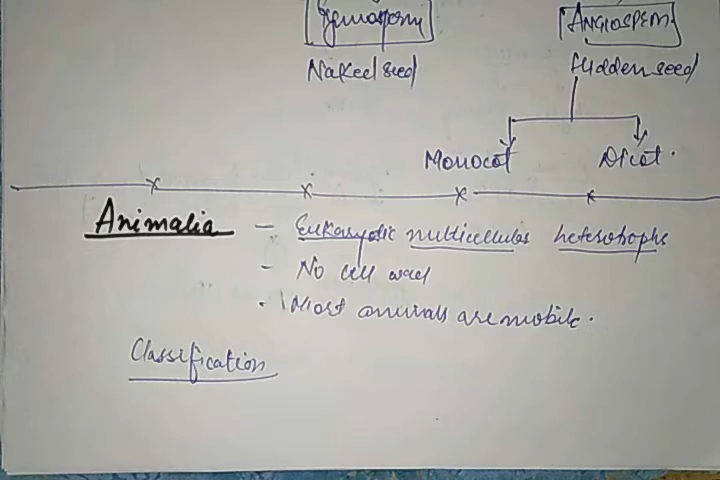 Gymnosperm ANGIOSPERM
Naked seed Hidden seed
Monocot Dicot.
Animalia - Eukaryotic multicellular heterotrophs
- No cell wall
- Most animals are mobile.
Classification